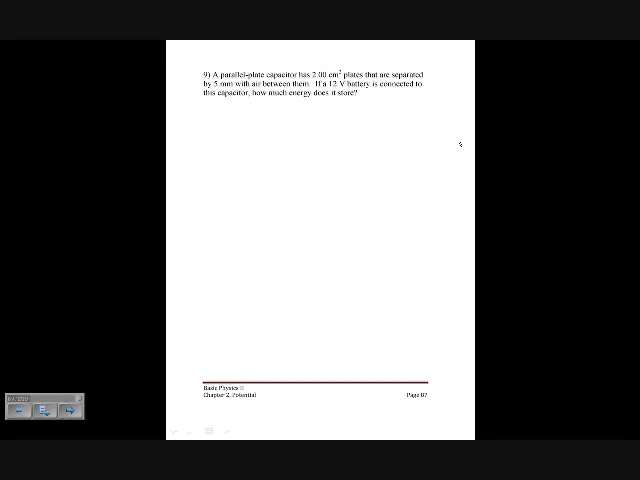 9) A parallel-plate capacitor has 2.00 cm² plates that are separated
by 5 mm with air between them. If a 12 V battery is connected to
this capacitor, how much energy does it store?
Basic Physics II
Chapter 2, Potential
Page 87